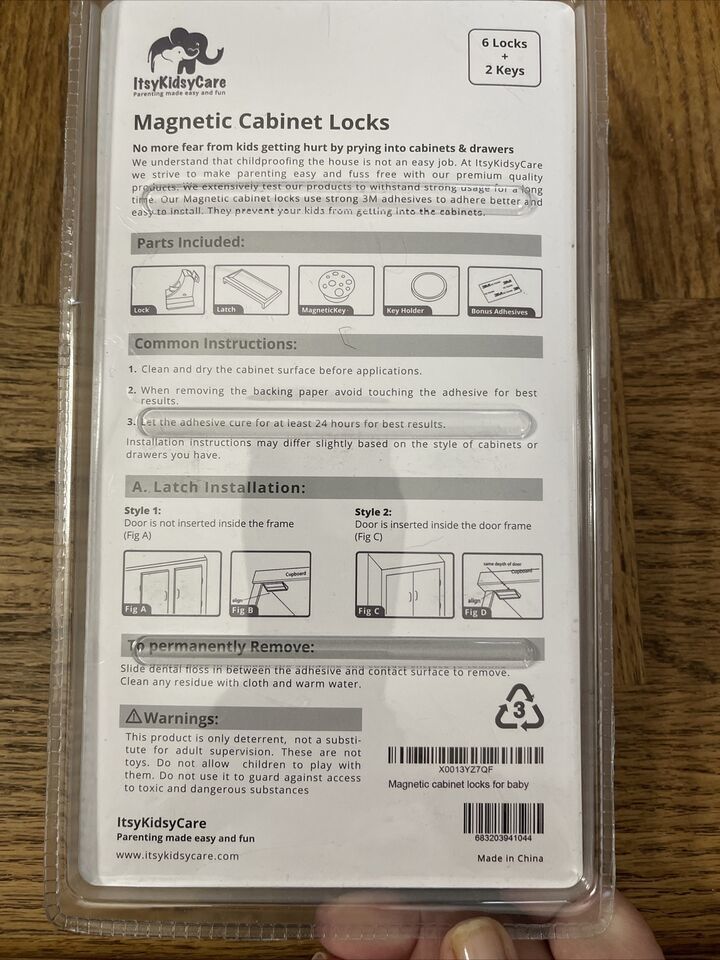 ItsyKidsyCare
Parenting made easy and fun
6 Locks
+
2 Keys
Magnetic Cabinet Locks
No more fear from kids getting hurt by prying into cabinets & drawers
We understand that childproofing the house is not an easy job. At ItsyKidsyCare
we strive to make parenting easy and fuss free with our premium quality
products. We extensively test our products to withstand strong usage for a long
time. Our Magnetic cabinet locks use strong 3M adhesives to adhere better and
easy to install. They prevent your kids from getting into the cabinets.
Parts Included:
Lock
Latch
MagneticKey
Key Holder
Bonus Adhesives
Common Instructions:
1. Clean and dry the cabinet surface before applications.
2. When removing the backing paper avoid touching the adhesive for best
results.
3. Let the adhesive cure for at least 24 hours for best results.
Installation instructions may differ slightly based on the style of cabinets or
drawers you have.
A. Latch Installation:
Style 1:
Door is not inserted inside the frame
(Fig A)
Style 2:
Door is inserted inside the door frame
(Fig C)
Fig A
Cupboard
align
Fig B
Fig C
same depth of door
Cupboard
align
Fig D
To permanently Remove:
Slide dental floss in between the adhesive and contact surface to remove.
Clean any residue with cloth and warm water.
3
Warnings:
This product is only deterrent, not a substi-
tute for adult supervision. These are not
toys. Do not allow children to play with
them. Do not use it to guard against access
to toxic and dangerous substances
X0013YZ7QF
Magnetic cabinet locks for baby
683203941044
Made in China
ItsyKidsyCare
Parenting made easy and fun
www.itsykidsycare.com